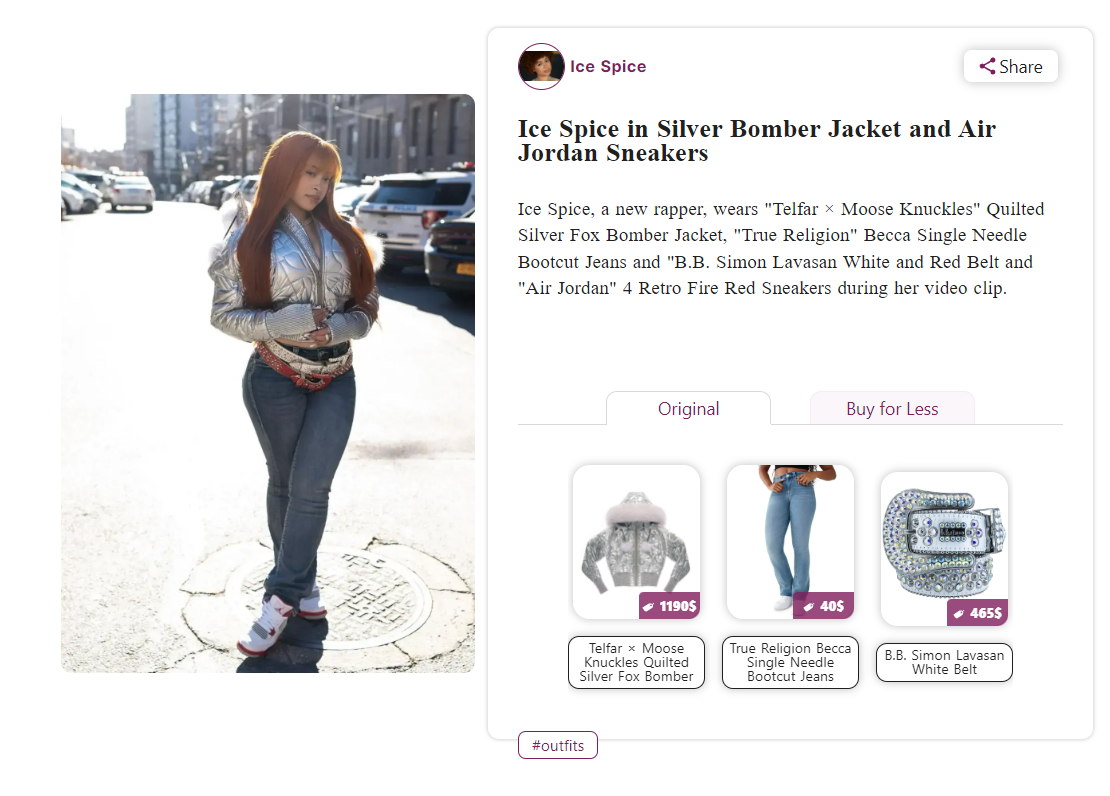 Ice Spice
Share
Ice Spice in Silver Bomber Jacket and Air
Jordan Sneakers
Ice Spice, a new rapper, wears "Telfar × Moose Knuckles" Quilted
Silver Fox Bomber Jacket, "True Religion" Becca Single Needle
Bootcut Jeans and "B.B. Simon Lavasan White and Red Belt and
"Air Jordan" 4 Retro Fire Red Sneakers during her video clip.
Original
Buy for Less
1190$
40$
465$
Telfar × Moose
Knuckles Quilted
Silver Fox Bomber
True Religion Becca
Single Needle
Bootcut Jeans
B.B. Simon Lavasan
White Belt
#outfits